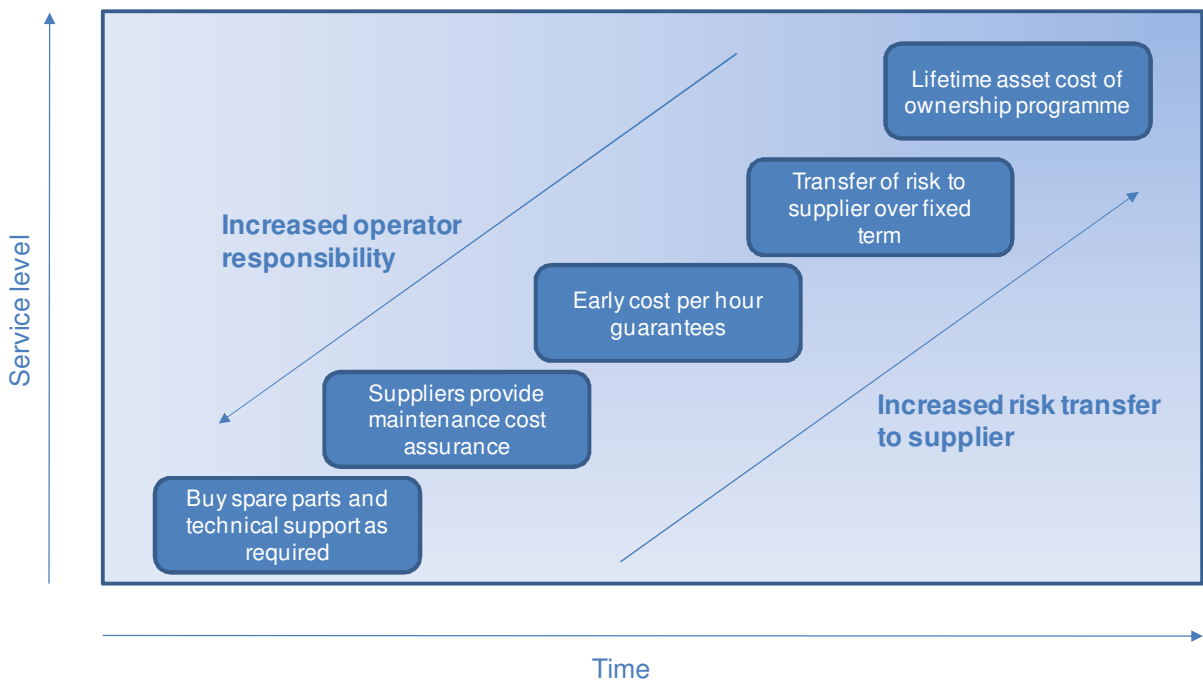 Lifetime asset cost of
ownership programme
Transfer of risk to
supplier over fixed
term
Increased operator
responsibility
Early cost per hour
guarantees
Service level
Suppliers provide
maintenance cost
assurance
Increased risk transfer
to supplier
Buy spare parts and
technical support as
required
Time